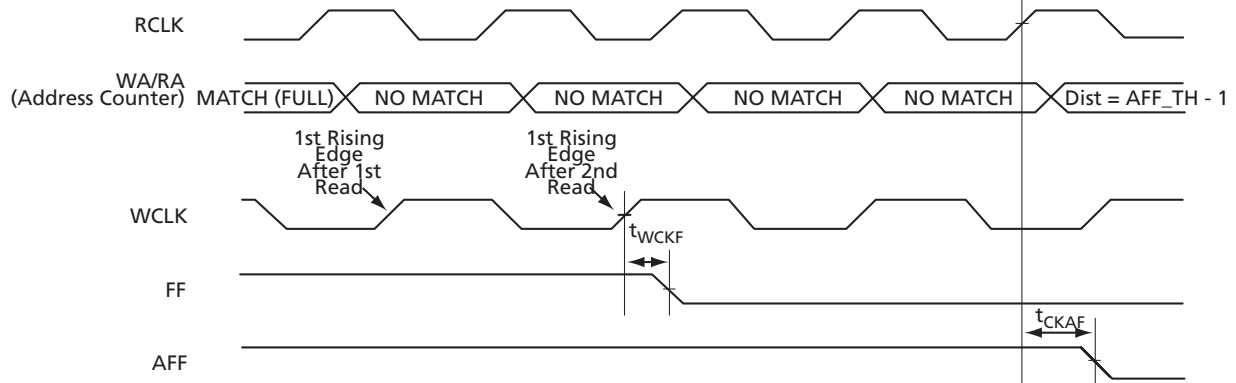 RCLK
WA/RA
(Address Counter) MATCH (FULL) NO MATCH NO MATCH NO MATCH NO MATCH Dist = AFF_TH - 1
1st Rising
Edge
After 1st
Read
1st Rising
Edge
After 2nd
Read
WCLK
tWCKF
FF
tCKAF
AFF